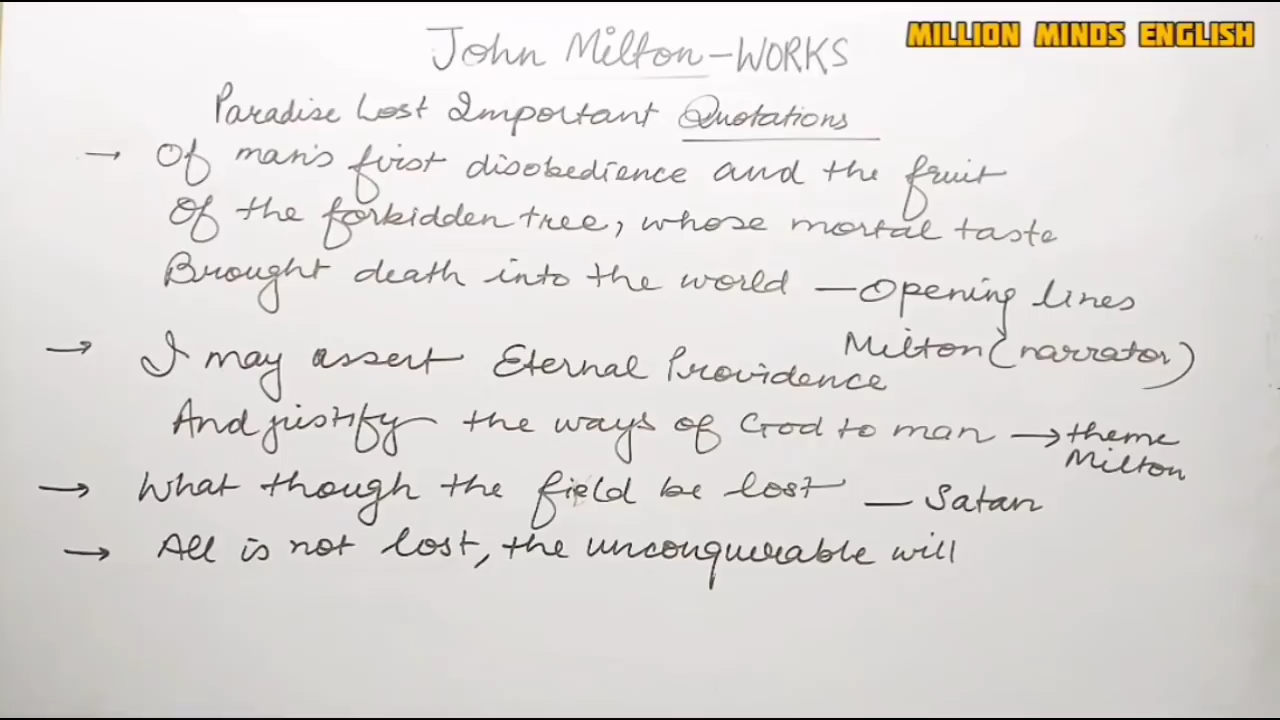 MILLION MINDS ENGLISH
John Milton - WORKS
Paradise Lost Important Quotations
→ Of man's first disobedience and the fruit
Of the forbidden tree, whose mortal taste
Brought death into the world - Opening lines
Milton (narrator)
→ I may assert Eternal Providence
And justify the ways of God to man → theme
Milton
→ What though the field be lost - Satan
→ All is not lost, the unconquerable will